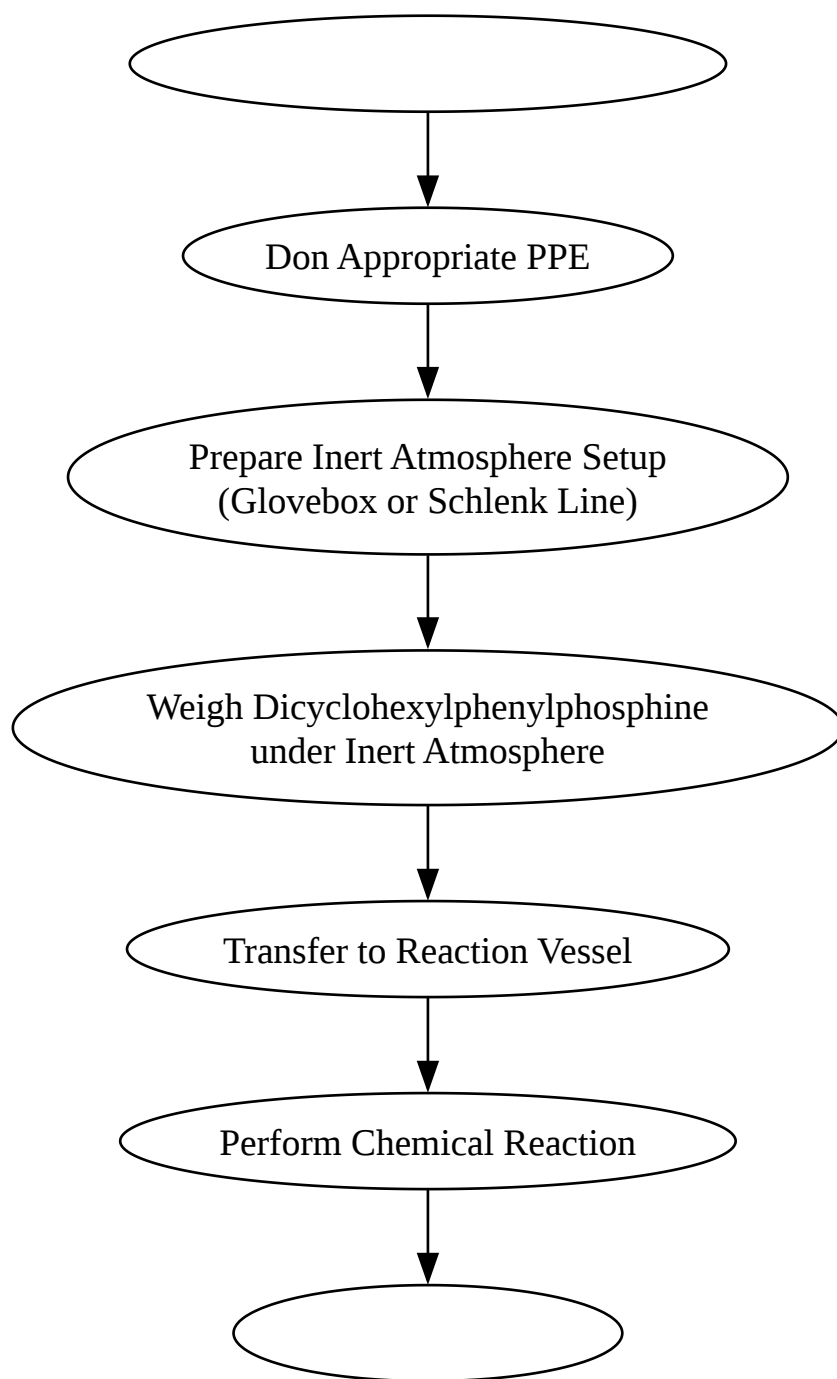 Don Appropriate PPE
Prepare Inert Atmosphere Setup
(Glovebox or Schlenk Line)
Weigh Dicyclohexylphenylphosphine
under Inert Atmosphere
Transfer to Reaction Vessel
Perform Chemical Reaction